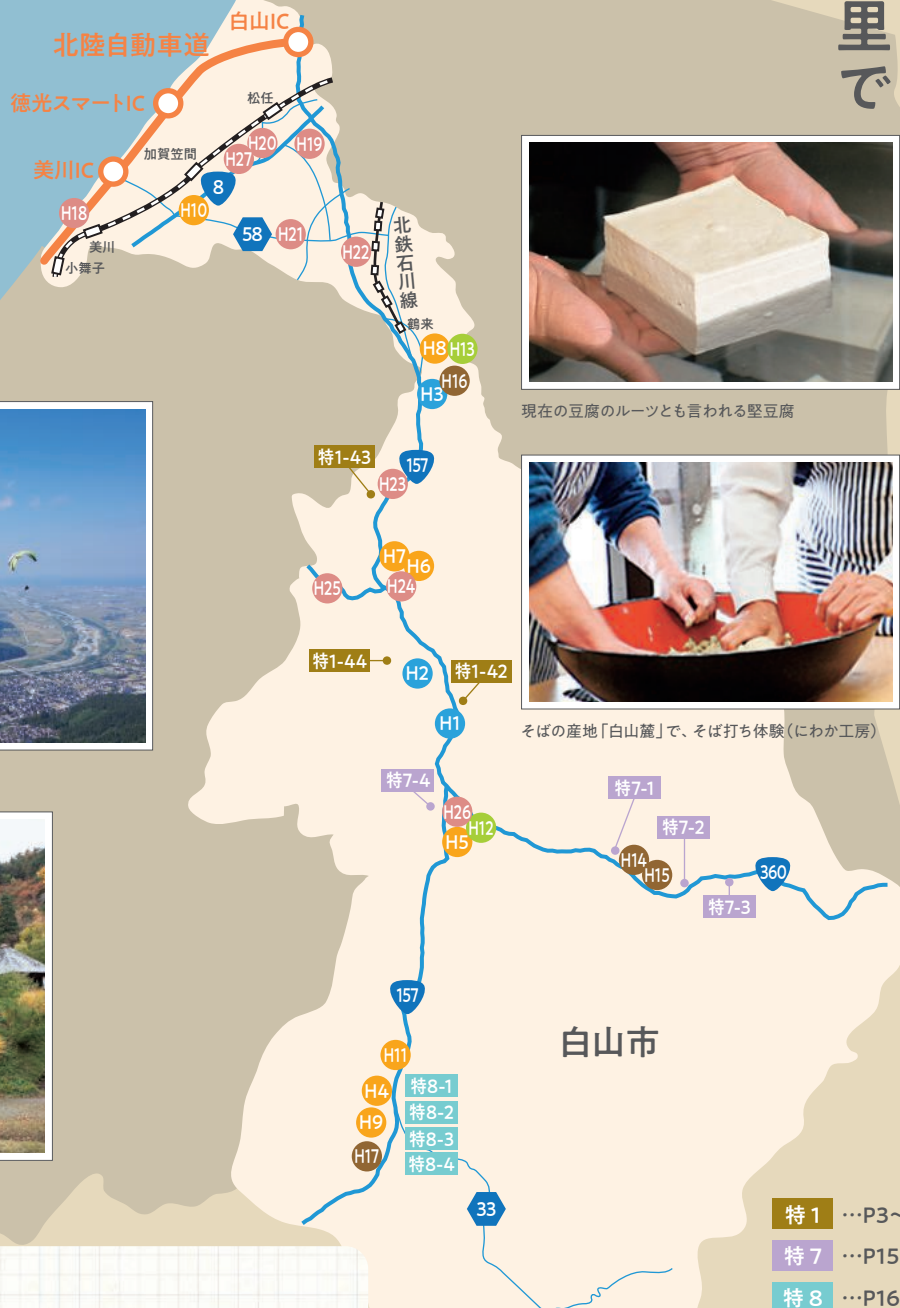 里で
白山IC
北陸自動車道
徳光スマートIC
松任
加賀笠間
美川IC
H20
H19
H27
8
H18
H10
58
H21
美川
小舞子
H22
北鉄石川線
鶴来
H8
H13
H16
H3
現在の豆腐のルーツとも言われる堅豆腐
特1-43
157
H23
H7
H6
H25
H24
特1-44
H2
特1-42
H1
そばの産地「白山麓」で、そば打ち体験(にわか工房)
特7-4
特7-1
H26
H12
H5
特7-2
H14
H15
360
特7-3
157
白山市
H11
H4
特8-1
特8-2
H9
特8-3
H17
特8-4
33
特 1 …P3~
特 7 …P15
特 8 …P16